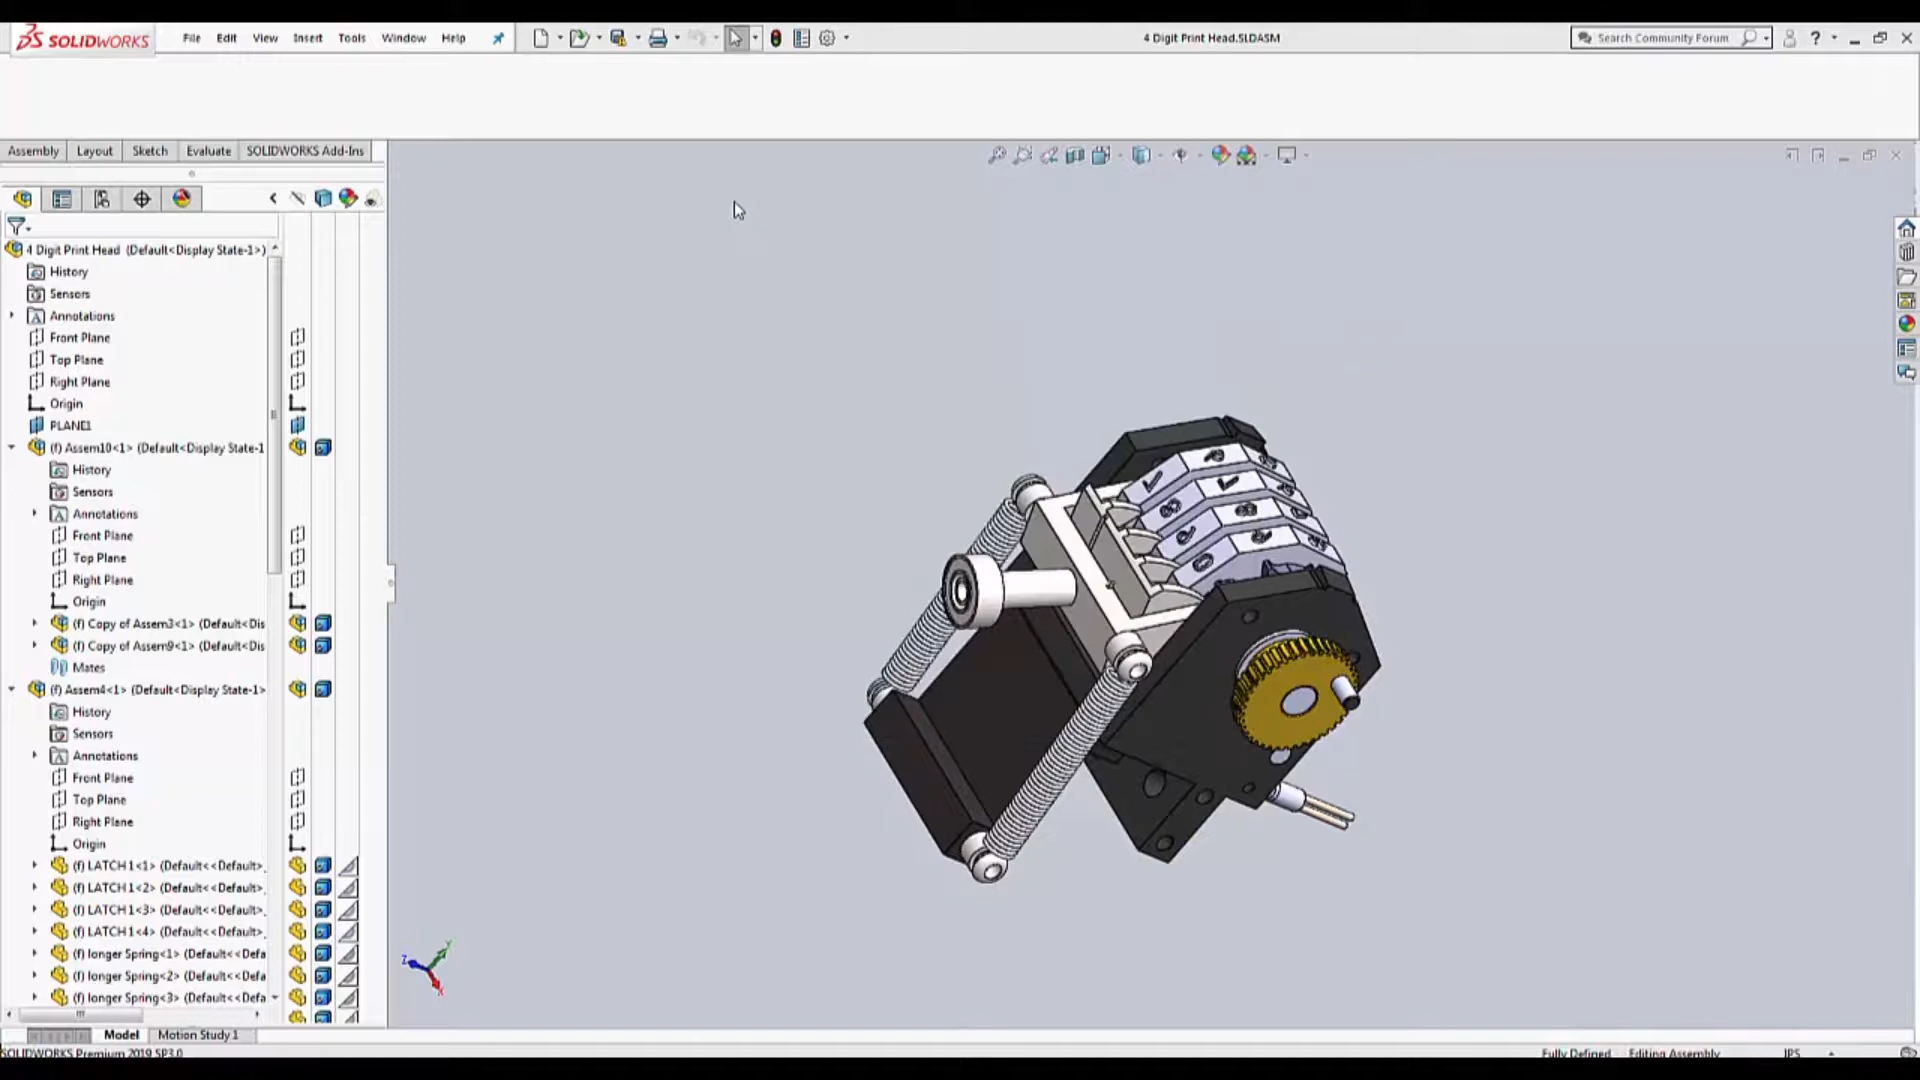 SOLIDWORKS
File Edit View Insert Tools Window Help
4 Digit Print Head.SLDASM
Search Community Forum
Assembly Layout Sketch Evaluate SOLIDWORKS Add-Ins
4 Digit Print Head (Default<Display State-1>)
History
Sensors
Annotations
Front Plane
Top Plane
Right Plane
Origin
PLANE1
(f) Assem10<1> (Default<Display State-1
History
Sensors
Annotations
Front Plane
Top Plane
Right Plane
Origin
(f) Copy of Assem3<1> (Default<Dis
(f) Copy of Assem9<1> (Default<Dis
Mates
(f) Assem4<1> (Default<Display State-1>
History
Sensors
Annotations
Front Plane
Top Plane
Right Plane
Origin
(f) LATCH1<1> (Default<<Default>_
(f) LATCH1<2> (Default<<Default>_
(f) LATCH1<3> (Default<<Default>_
(f) LATCH1<4> (Default<<Default>_
(f) longer Spring<1> (Default<<Defa
(f) longer Spring<2> (Default<<Defa
(f) longer Spring<3> (Default<<Defa
Z Y X
Model Motion Study 1
SOLIDWORKS Premium 2019 SP3.0
Fully Defined Editing Assembly IPS